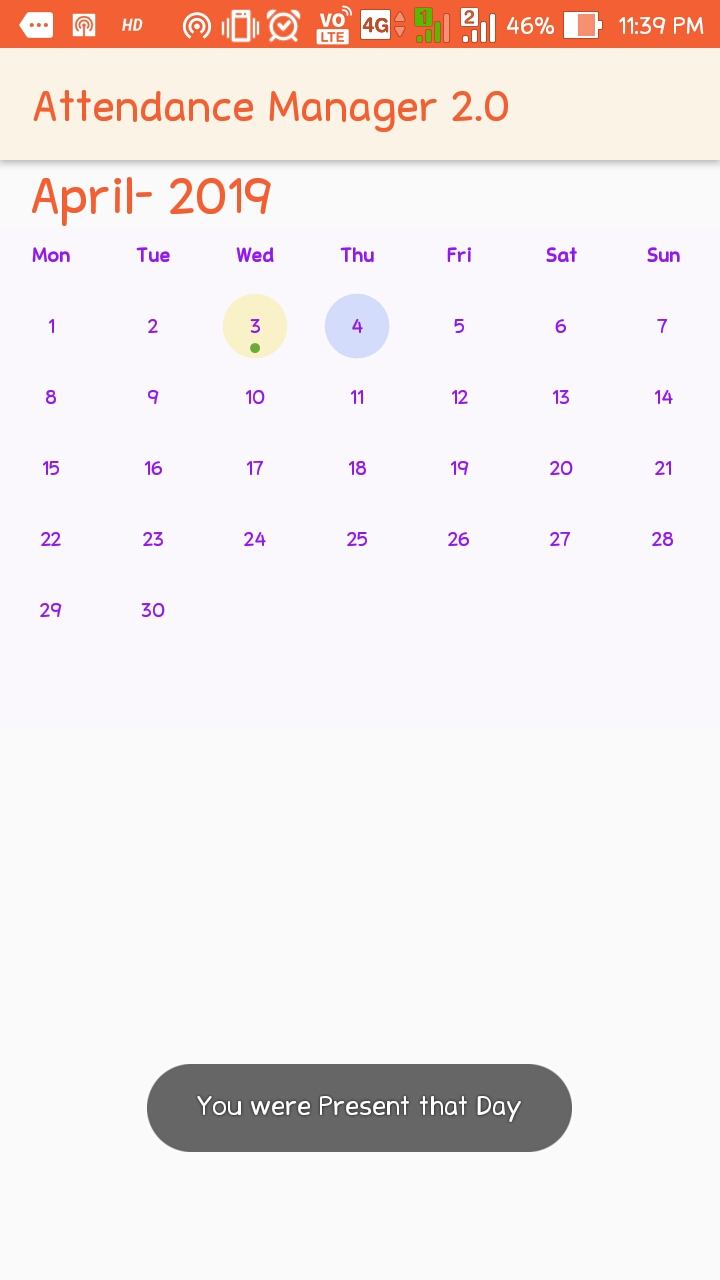 HD VO LTE 4G 1 2 46% 11:39 PM
Attendance Manager 2.0
April- 2019
Mon Tue Wed Thu Fri Sat Sun
1 2 3 4 5 6 7
8 9 10 11 12 13 14
15 16 17 18 19 20 21
22 23 24 25 26 27 28
29 30
You were Present that Day